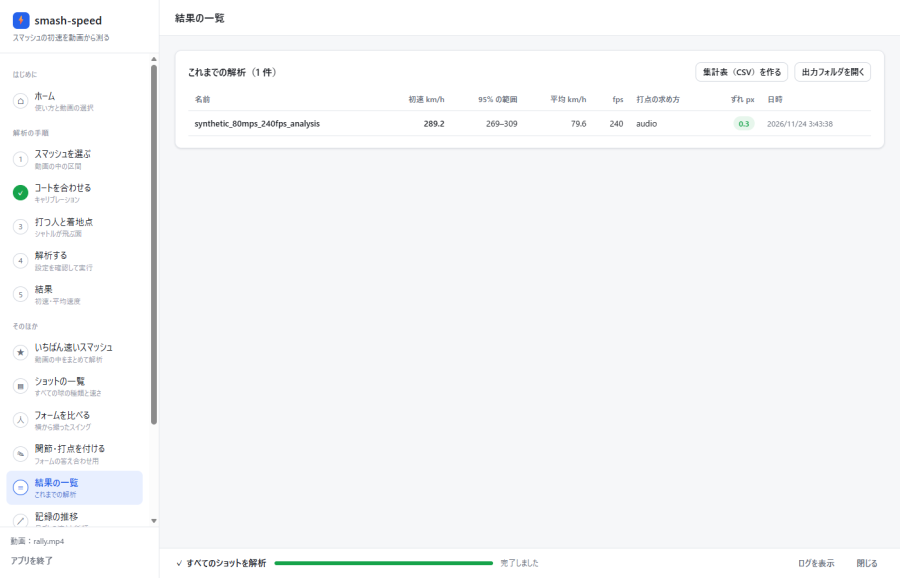 smash-speed
スマッシュの初速を動画から測る
はじめに
ホーム
使い方と動画の選択
解析の手順
1
スマッシュを選ぶ
動画の中の区間
コートを合わせる
キャリブレーション
3
打つ人と着地点
シャトルが飛ぶ面
4
解析する
設定を確認して実行
5
結果
初速・平均速度
そのほか
いちばん速いスマッシュ
動画の中をまとめて解析
ショットの一覧
すべての球の種類と速さ
フォームを比べる
横から撮ったスイング
関節・打点を付ける
フォームの答え合わせ用
結果の一覧
これまでの解析
記録の推移
動画：rally.mp4
アプリを終了
結果の一覧
これまでの解析（1 件）
集計表（CSV）を作る
出力フォルダを開く
名前 初速 km/h 95% の範囲 平均 km/h fps 打点の求め方 ずれ px 日時
synthetic_80mps_240fps_analysis 289.2 269–309 79.6 240 audio 0.3 2026/11/24 3:43:38
✓ すべてのショットを解析 完了しました
ログを表示 閉じる